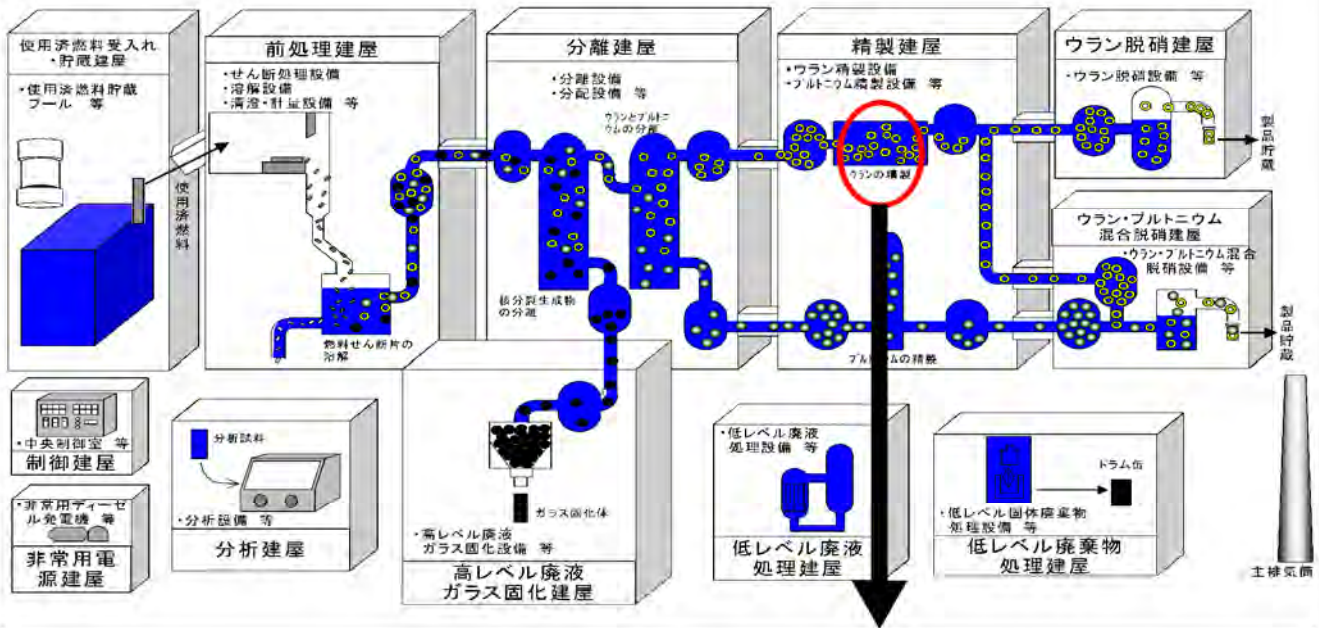 使用済燃料受入れ
・貯蔵建屋
・使用済燃料貯蔵
プール 等
使用済燃料
前処理建屋
・せん断処理設備
・溶解設備
・清澄・計量設備 等
燃料せん断片の
溶解
分離建屋
・分離設備
・分配設備 等
ウランとプルトニ
ウムの分離
核分裂生成物
の分離
精製建屋
・ウラン精製設備
・プルトニウム精製設備 等
ウランの精製
プルトニウムの精製
ウラン脱硝建屋
・ウラン脱硝設備 等
製品貯蔵
ウラン・プルトニウム
混合脱硝建屋
・ウラン・プルトニウム混合
脱硝設備 等
製品貯蔵
・中央制御室 等
制御建屋
・非常用ディーゼ
ル発電機 等
非常用電
源建屋
分析試料
・分析設備 等
分析建屋
ガラス固化体
・高レベル廃液
ガラス固化設備 等
高レベル廃液
ガラス固化建屋
・低レベル廃液
処理設備 等
低レベル廃液
処理建屋
ドラム缶
・低レベル固体廃棄物
処理設備 等
低レベル廃棄物
処理建屋
主排気筒